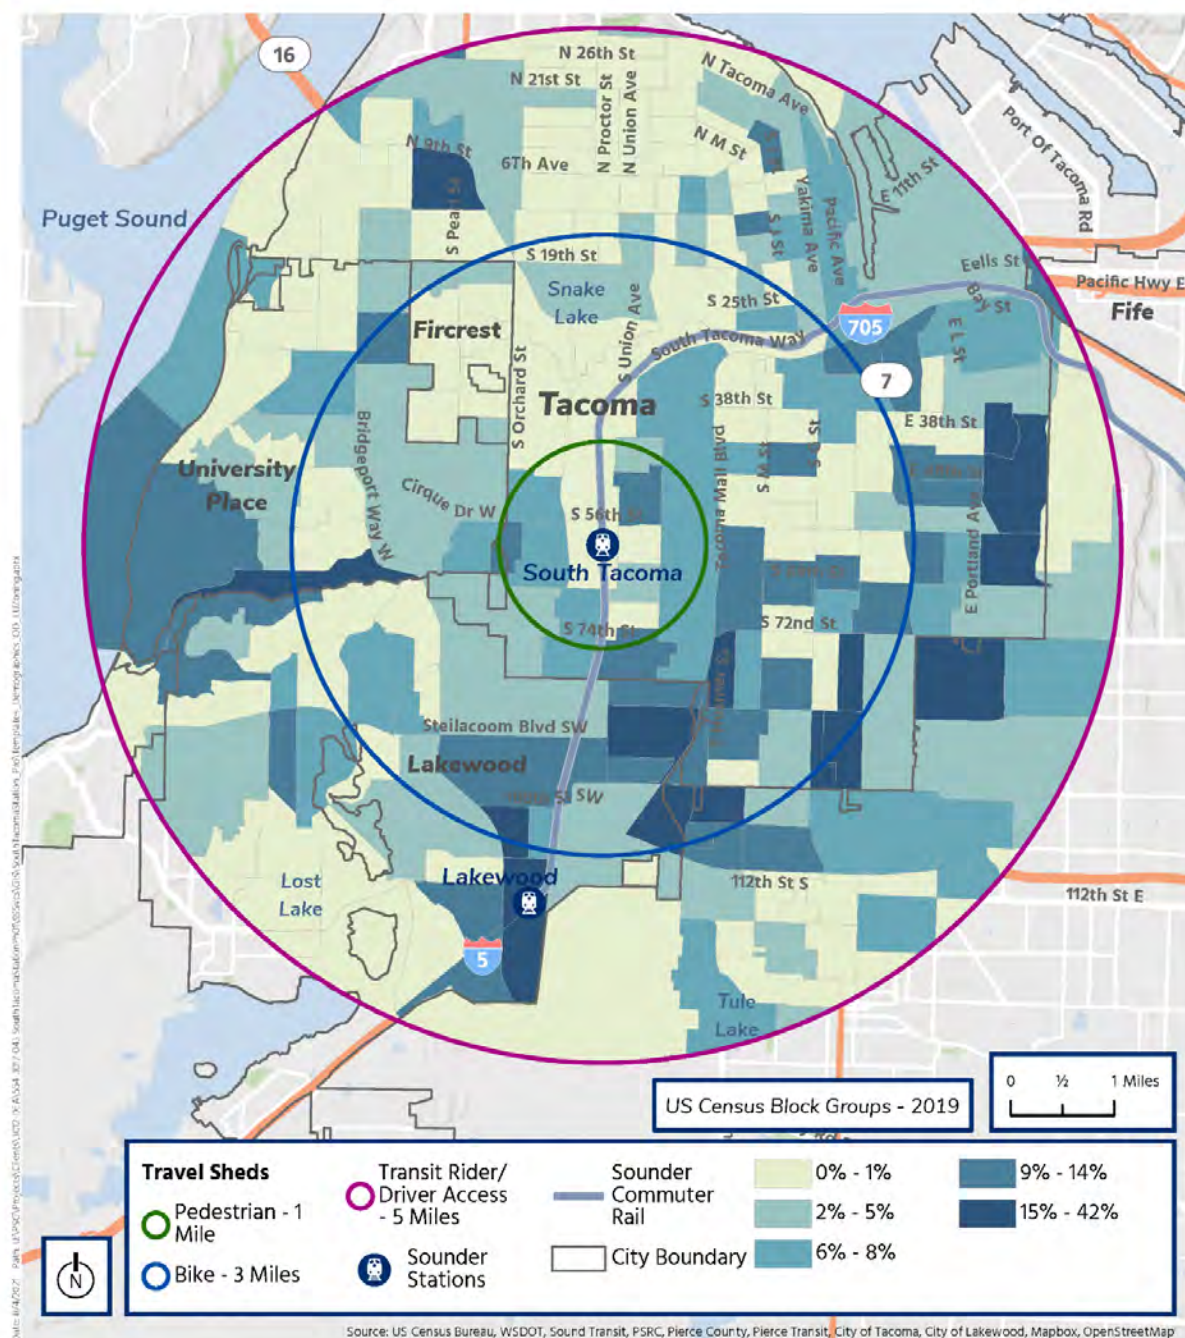 16
N 26th St
N 21st St
N Proctor St
N Union Ave
N Tacoma Ave
N 9th St
6Th Ave
N M St
Port Of Tacoma Rd
E 11th St
Puget Sound
S Pearl St
Yakima Ave
Pacific Ave
S J St
S 19th St
Eells St
Bay St
Pacific Hwy E
Snake
Lake
S 25th St
Fife
Fircrest
S Union Ave
South Tacoma Way
705
E L St
S Orchard St
7
Tacoma
S 38th St
E 38th St
Bridgeport Way W
University
Place
Tacoma Mall Blvd
Cirque Dr W
S 56th St
E Portland Ave
South Tacoma
S 74th St
S 72nd St
Steilacoom Blvd SW
Lakewood
SW
Lakewood
112th St S
112th St E
Lost
Lake
5
Tule
Lake
US Census Block Groups - 2019
0 ½ 1 Miles
Travel Sheds
Pedestrian - 1
Mile
Bike - 3 Miles
Transit Rider/
Driver Access
- 5 Miles
Sounder
Stations
Sounder
Commuter
Rail
City Boundary
0% - 1%
2% - 5%
6% - 8%
9% - 14%
15% - 42%
N
Source: US Census Bureau, WSDOT, Sound Transit, PSRC, Pierce County, Pierce Transit, City of Tacoma, City of Lakewood, Mapbox, OpenStreetMap